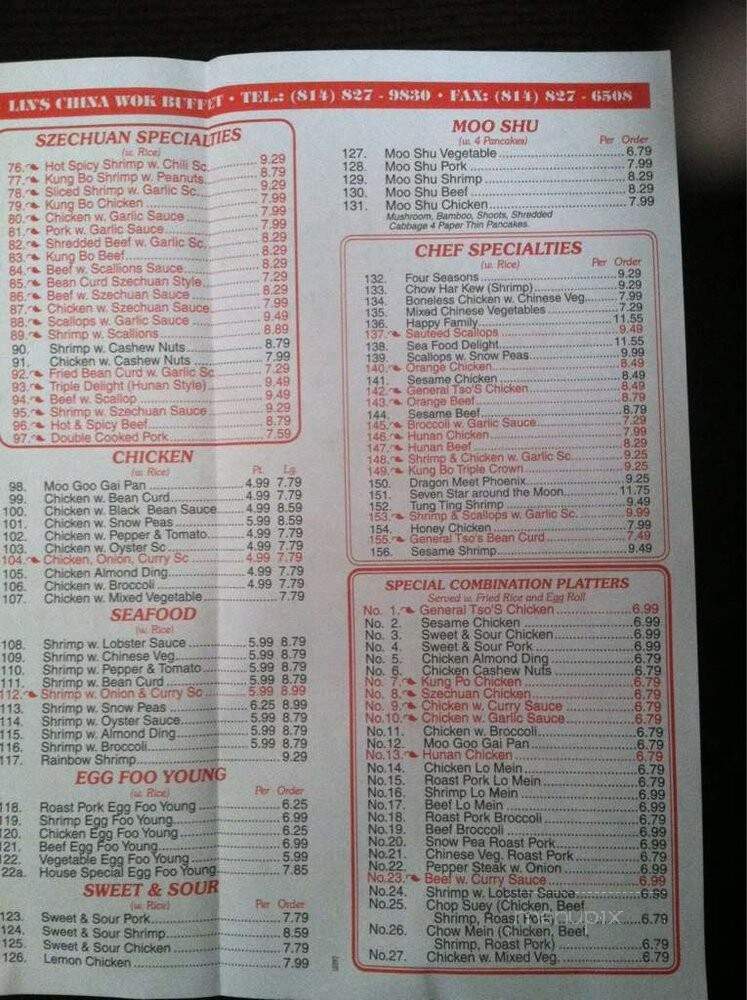 LIN'S CHINA WOK BUFFET • TEL.: (814) 827 - 9830 • FAX: (814) 827 - 6508
SZECHUAN SPECIALTIES
(w. Rice)
76. Hot Spicy Shrimp w. Chili Sc. 9.29
77. Kung Bo Shrimp w. Peanuts 8.79
78. Sliced Shrimp w. Garlic Sc. 9.29
79. Kung Bo Chicken 7.99
80. Chicken w. Garlic Sauce 7.99
81. Pork w. Garlic Sauce 7.99
82. Shredded Beef w. Garlic Sc. 8.29
83. Kung Bo Beef 8.29
84. Beef w. Scallions Sauce 8.29
85. Bean Curd Szechuan Style 7.29
86. Beef w. Szechuan Sauce 8.29
87. Chicken w. Szechuan Sauce 7.99
88. Scallops w. Garlic Sauce 9.49
89. Shrimp w. Scallions 8.89
90. Shrimp w. Cashew Nuts 8.79
91. Chicken w. Cashew Nuts 7.99
92. Fried Bean Curd w. Garlic Sc 7.29
93. Triple Delight (Hunan Style) 9.49
94. Beef w. Scallop 9.49
95. Shrimp w. Szechuan Sauce 9.29
96. Hot & Spicy Beef 8.79
97. Double Cooked Pork 7.59
CHICKEN
(w. Rice) Pt. Lg.
98. Moo Goo Gai Pan 4.99 7.79
99. Chicken w. Bean Curd 4.99 7.79
100. Chicken w. Black Bean Sauce 4.99 8.59
101. Chicken w. Snow Peas 5.99 8.59
102. Chicken w. Pepper & Tomato 4.99 7.79
103. Chicken w. Oyster Sc 4.99 7.79
104. Chicken, Onion, Curry Sc 4.99 7.79
105. Chicken Almond Ding 4.99 7.79
106. Chicken w. Broccoli 4.99 7.79
107. Chicken w. Mixed Vegetable 7.79
SEAFOOD
(w. Rice)
108. Shrimp w. Lobster Sauce 5.99 8.79
109. Shrimp w. Chinese Veg. 5.99 8.79
110. Shrimp w. Pepper & Tomato 5.99 8.79
111. Shrimp w. Bean Curd 5.99 8.79
112. Shrimp w. Onion & Curry Sc 5.99 8.99
113. Shrimp w. Snow Peas 6.25 8.99
114. Shrimp w. Oyster Sauce 5.99 8.79
115. Shrimp w. Almond Ding 5.99 8.79
116. Shrimp w. Broccoli 5.99 8.79
117. Rainbow Shrimp 9.29
EGG FOO YOUNG
(w. Rice) Per Order
118. Roast Pork Egg Foo Young 6.25
119. Shrimp Egg Foo Young 6.99
120. Chicken Egg Foo Young 6.25
121. Beef Egg Foo Young 6.99
122. Vegetable Egg Foo Young 5.99
22a. House Special Egg Foo Young 7.85
SWEET & SOUR
(w. Rice) Per Order
123. Sweet & Sour Pork 7.79
124. Sweet & Sour Shrimp 8.59
125. Sweet & Sour Chicken 7.79
126. Lemon Chicken 7.99
MOO SHU
(w. 4 Pancakes) Per Order
127. Moo Shu Vegetable 6.79
128. Moo Shu Pork 7.99
129. Moo Shu Shrimp 8.29
130. Moo Shu Beef 8.29
131. Moo Shu Chicken 7.99
Mushroom, Bamboo, Shoots, Shredded
Cabbage 4 Paper Thin Pancakes.
CHEF SPECIALTIES
(w. Rice) Per Order
132. Four Seasons 9.29
133. Chow Har Kew (Shrimp) 9.29
134. Boneless Chicken w. Chinese Veg. 7.99
135. Mixed Chinese Vegetables 7.29
136. Happy Family 11.55
137. Sauteed Scallops 9.49
138. Sea Food Delight 11.55
139. Scallops w. Snow Peas 9.99
140. Orange Chicken 8.49
141. Sesame Chicken 8.49
142. General Tso'S Chicken 8.49
143. Orange Beef 8.79
144. Sesame Beef 8.79
145. Broccoli w. Garlic Sauce 7.29
146. Hunan Chicken 7.99
147. Hunan Beef 8.29
148. Shrimp & Chicken w. Garlic Sc. 9.25
149. Kung Bo Triple Crown 9.25
150. Dragon Meet Phoenix 9.25
151. Seven Star around the Moon 11.75
152. Tung Ting Shrimp 9.49
153. Shrimp & Scallops w. Garlic Sc. 9.99
154. Honey Chicken 7.99
155. General Tso's Bean Curd 7.49
156. Sesame Shrimp 9.49
SPECIAL COMBINATION PLATTERS
Served w. Fried Rice and Egg Roll
No. 1. General Tso'S Chicken 6.99
No. 2. Sesame Chicken 6.99
No. 3. Sweet & Sour Chicken 6.99
No. 4. Sweet & Sour Pork 6.79
No. 5. Chicken Almond Ding 6.79
No. 6. Chicken Cashew Nuts 6.79
No. 7. Kung Po Chicken 6.79
No. 8. Szechuan Chicken 6.79
No. 9. Chicken w. Curry Sauce 6.79
No.10. Chicken w. Garlic Sauce 6.79
No.11. Chicken w. Broccoli 6.79
No.12. Moo Goo Gai Pan 6.79
No.13. Hunan Chicken 6.79
No.14. Chicken Lo Mein 6.79
No.15. Roast Pork Lo Mein 6.79
No.16. Shrimp Lo Mein 6.99
No.17. Beef Lo Mein 6.99
No.18. Roast Pork Broccoli 6.79
No.19. Beef Broccoli 6.99
No.20. Snow Pea Roast Pork 6.79
No.21. Chinese Veg. Roast Pork 6.79
No.22. Pepper Steak w. Onion 6.99
No.23. Beef w. Curry Sauce 6.99
No.24. Shrimp w. Lobster Sauce 6.59
No.25. Chop Suey (Chicken, Beef
Shrimp, Roast Pork) 6.79
No.26. Chow Mein (Chicken, Beef,
Shrimp, Roast Pork) 6.79
No.27. Chicken w. Mixed Veg. 6.79
menupix